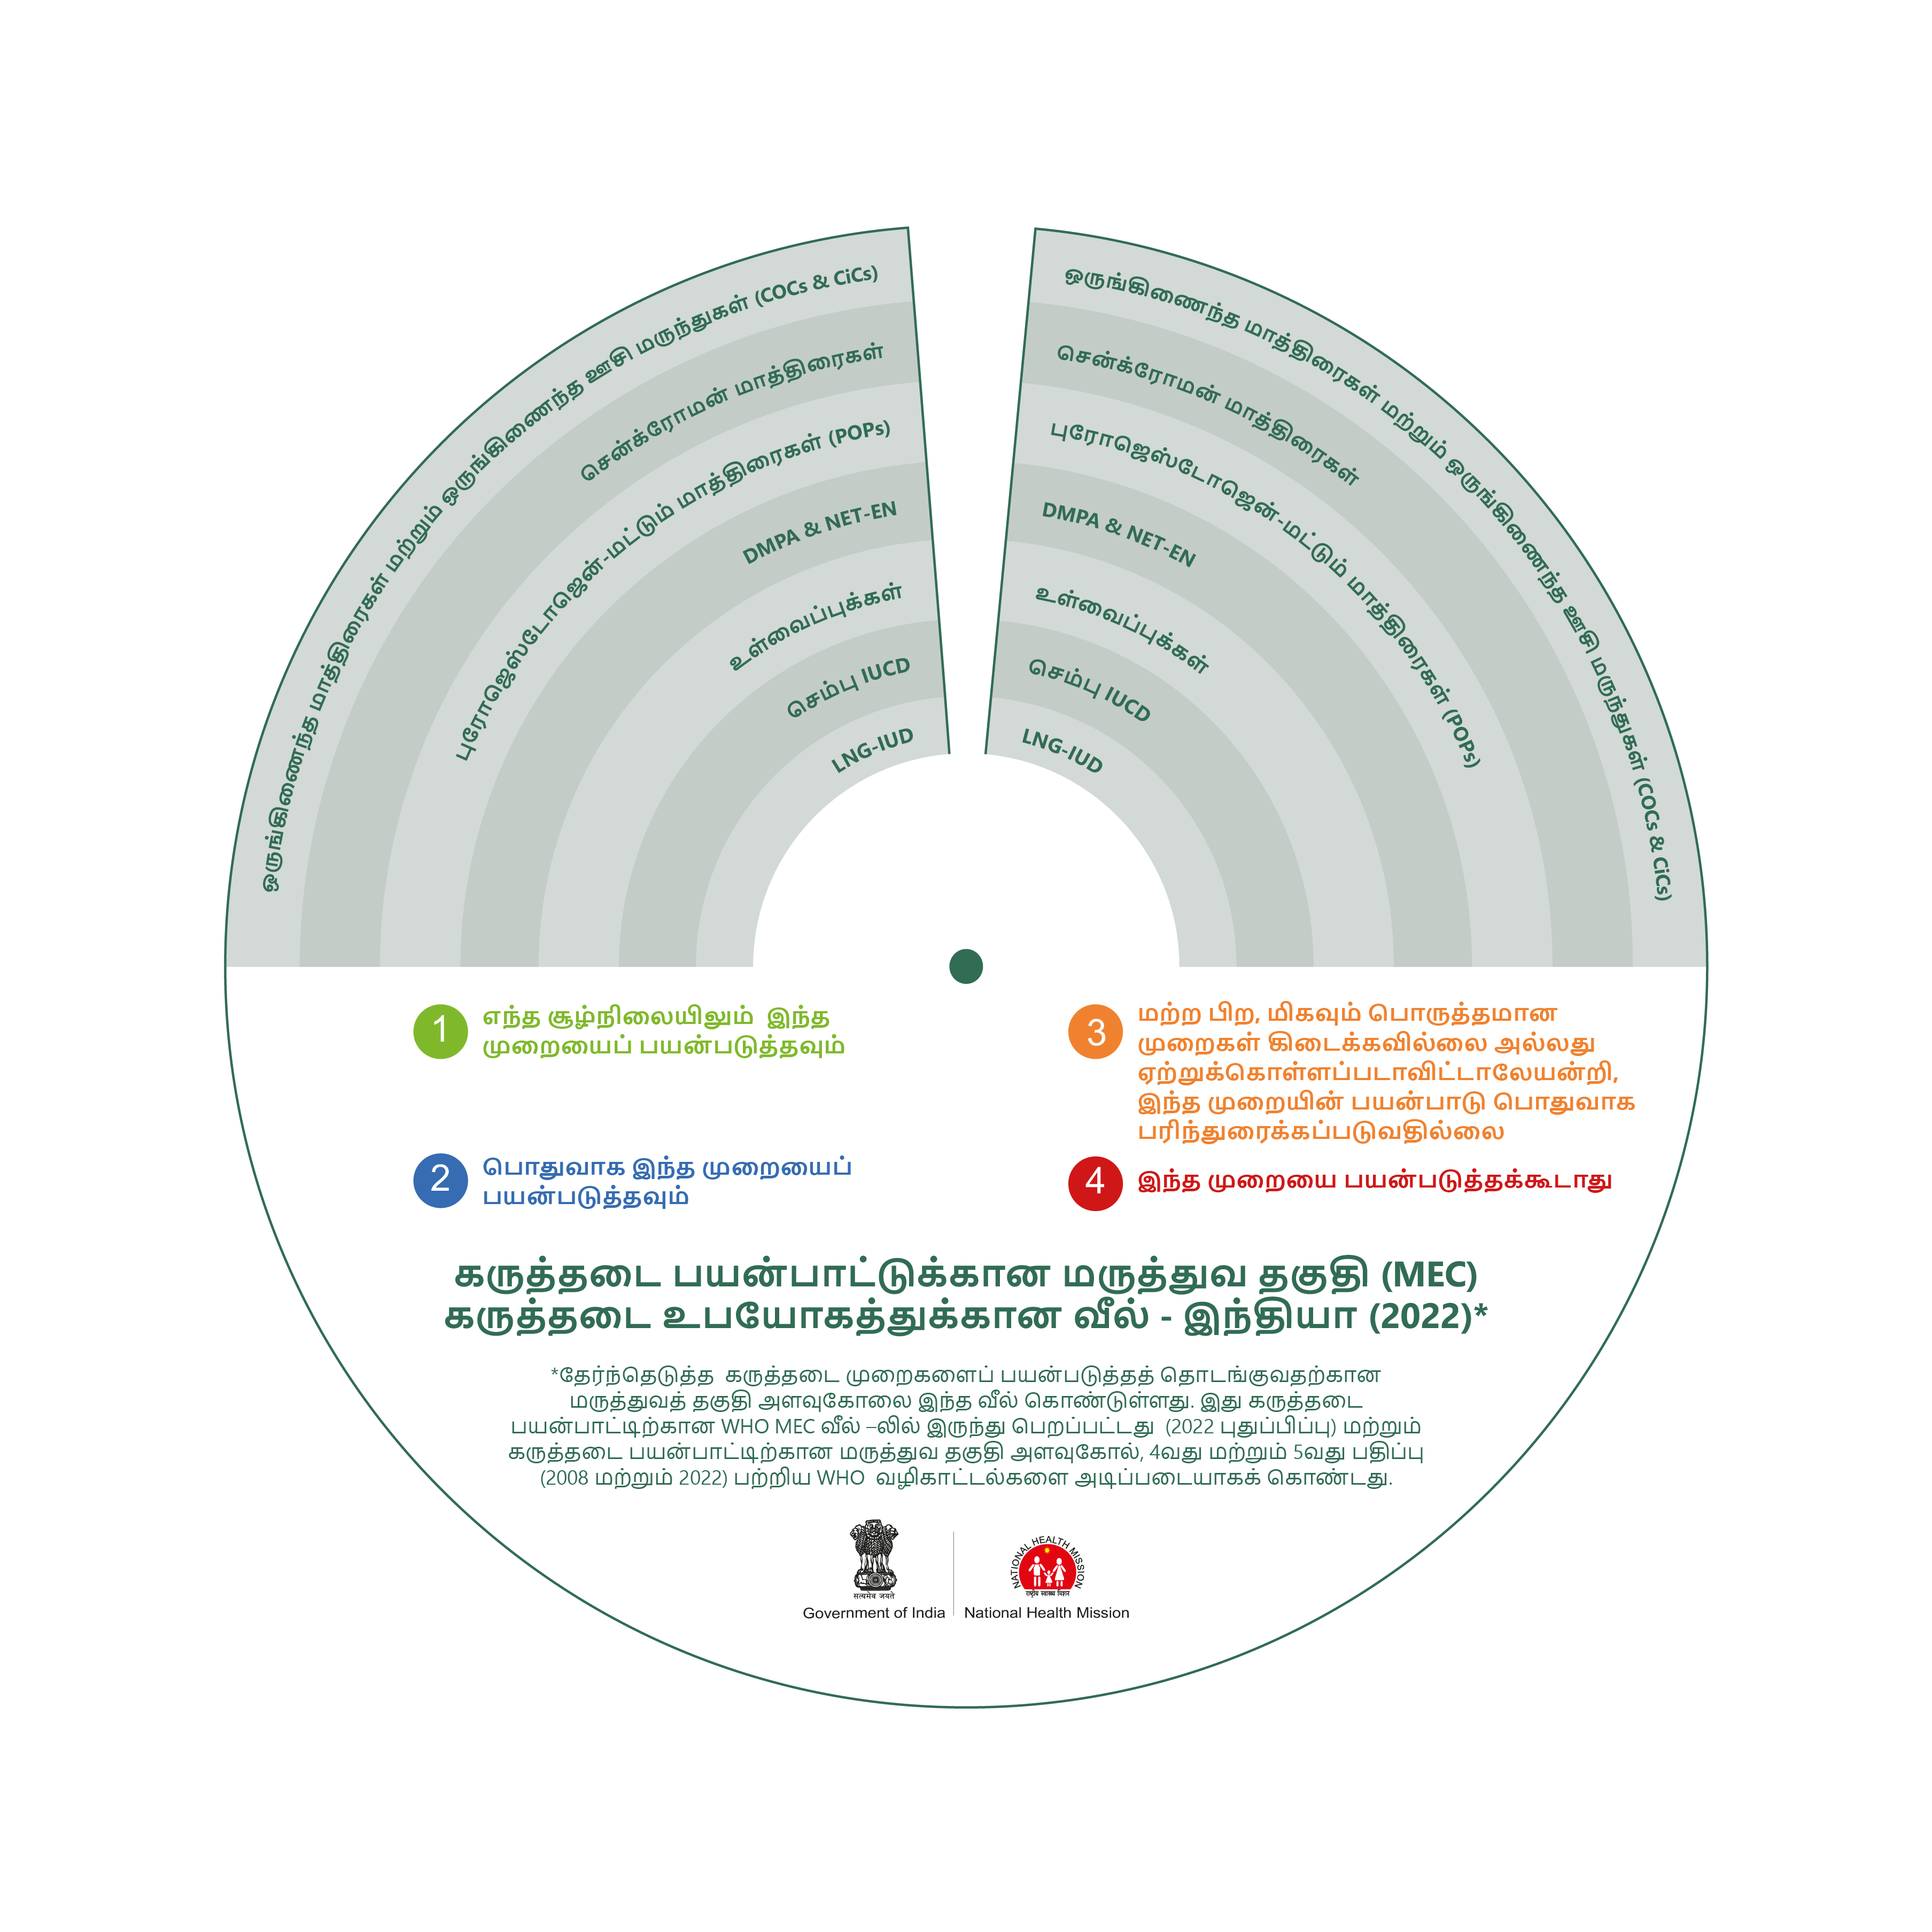 ஒருங்கிணைந்த மாத்திரைகள் மற்றும் ஒருங்கிணைந்த ஊசி மருந்துகள் (COCs & CiCs)
சென்க்ரோமன் மாத்திரைகள்
புரோஜெஸ்டோஜென்-மட்டும் மாத்திரைகள் (POPs)
DMPA & NET-EN
உள்வைப்புக்கள்
செம்பு IUCD
LNG-IUD
ஒருங்கிணைந்த மாத்திரைகள் மற்றும் ஒருங்கிணைந்த ஊசி மருந்துகள் (COCs & CiCs)
சென்க்ரோமன் மாத்திரைகள்
புரோஜெஸ்டோஜென்-மட்டும் மாத்திரைகள் (POPs)
DMPA & NET-EN
உள்வைப்புக்கள்
செம்பு IUCD
LNG-IUD
1
எந்த சூழ்நிலையிலும் இந்த
முறையைப் பயன்படுத்தவும்
2
பொதுவாக இந்த முறையைப்
பயன்படுத்தவும்
3
மற்ற பிற, மிகவும் பொருத்தமான
முறைகள் கிடைக்கவில்லை அல்லது
ஏற்றுக்கொள்ளப்படாவிட்டாலேயன்றி,
இந்த முறையின் பயன்பாடு பொதுவாக
பரிந்துரைக்கப்படுவதில்லை
4
இந்த முறையை பயன்படுத்தக்கூடாது
கருத்தடை பயன்பாட்டுக்கான மருத்துவ தகுதி (MEC)
கருத்தடை உபயோகத்துக்கான வீல் - இந்தியா (2022)*
*தேர்ந்தெடுத்த கருத்தடை முறைகளைப் பயன்படுத்தத் தொடங்குவதற்கான
மருத்துவத் தகுதி அளவுகோலை இந்த வீல் கொண்டுள்ளது. இது கருத்தடை
பயன்பாட்டிற்கான WHO MEC வீல் –லில் இருந்து பெறப்பட்டது (2022 புதுப்பிப்பு) மற்றும்
கருத்தடை பயன்பாட்டிற்கான மருத்துவ தகுதி அளவுகோல், 4வது மற்றும் 5வது பதிப்பு
(2008 மற்றும் 2022) பற்றிய WHO வழிகாட்டல்களை அடிப்படையாகக் கொண்டது.
सत्यमेव जयते
Government of India
NATIONAL HEALTH MISSION
राष्ट्रीय स्वास्थ्य मिशन
National Health Mission